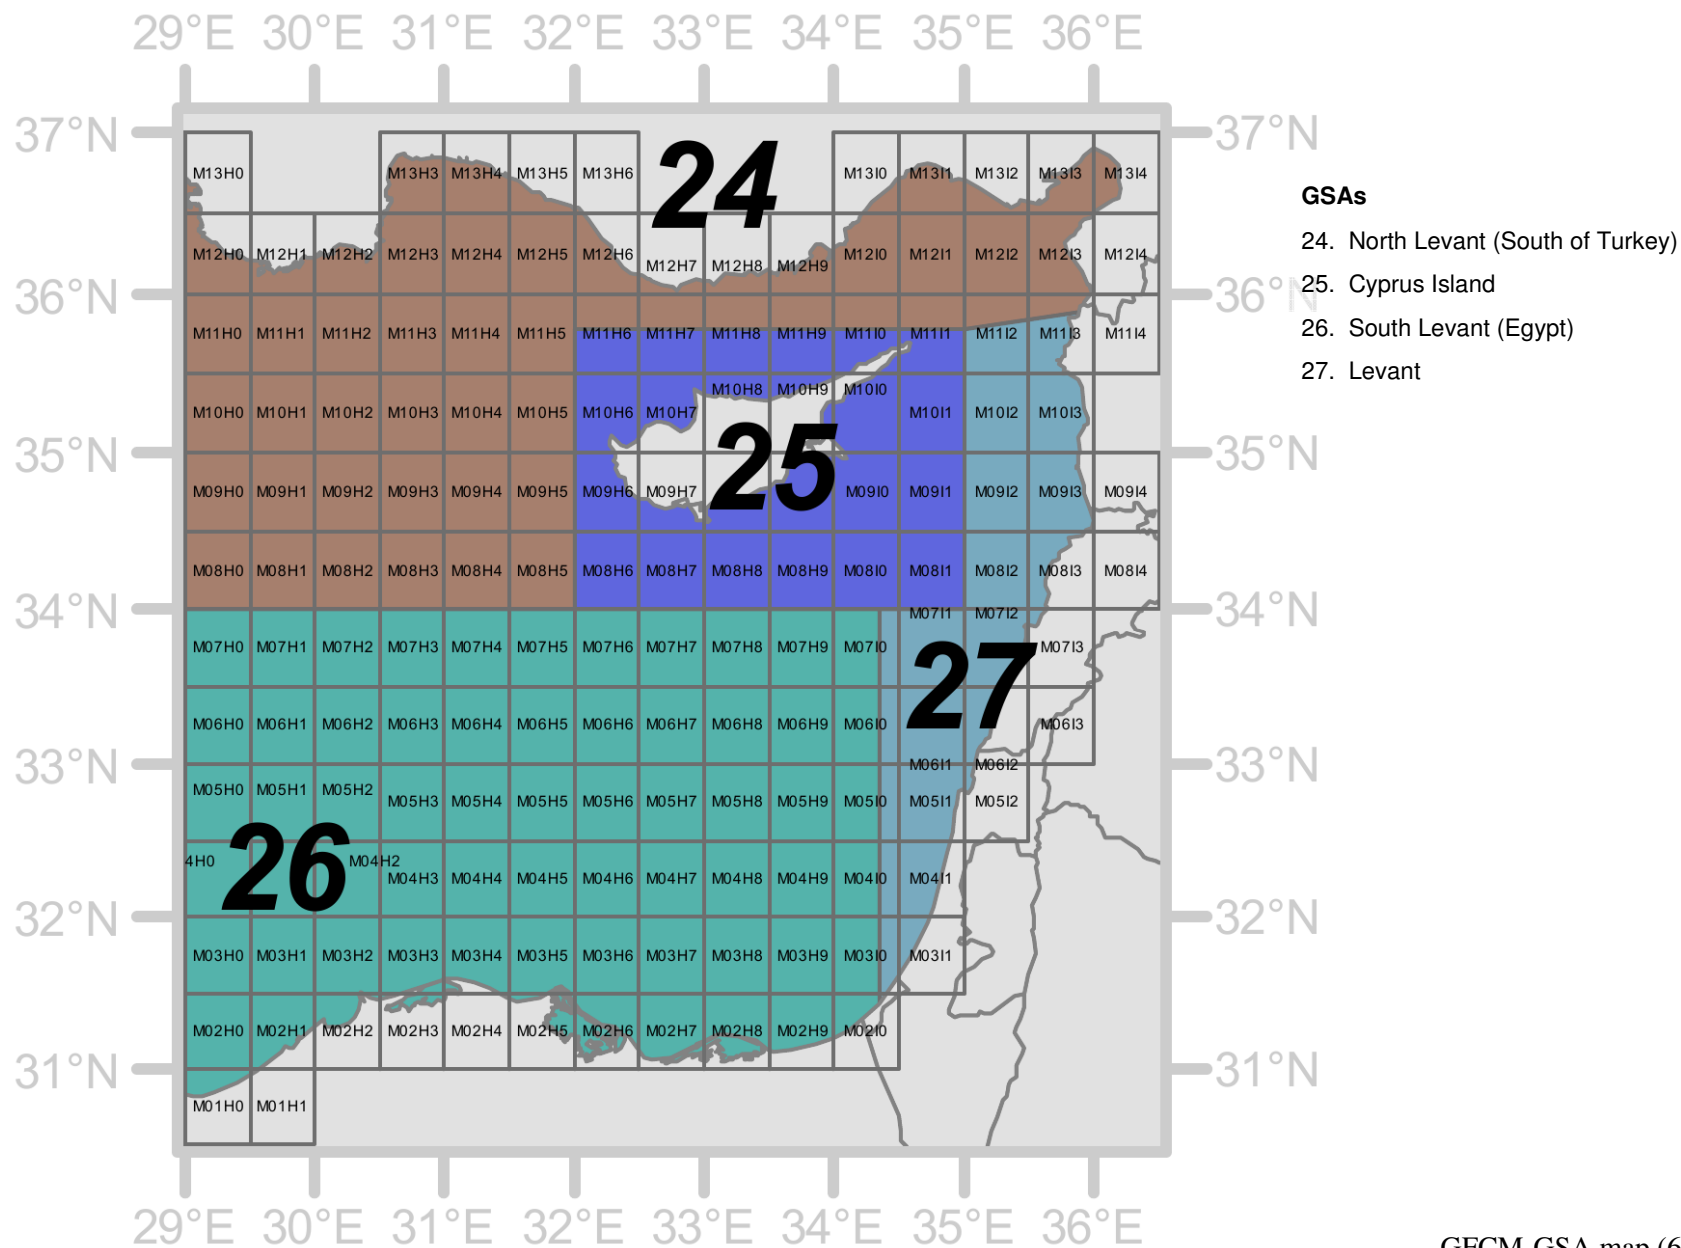 29°E 30°E 31°E 32°E 33°E 34°E 35°E 36°E
37°N 37°N
24
M13H0 M13H3 M13H4 M13H5 M13H6 M13I0 M13I1 M13I2 M13I3 M13I4
GSAs
24. North Levant (South of Turkey)
M12H0 M12H1 M12H2 M12H3 M12H4 M12H5 M12H6 M12H7 M12H8 M12H9 M12I0 M12I1 M12I2 M12I3 M12I4
36°N 36°N
25. Cyprus Island
26. South Levant (Egypt)
M11H0 M11H1 M11H2 M11H3 M11H4 M11H5 M11H6 M11H7 M11H8 M11H9 M11I0 M11I1 M11I2 M11I3 M11I4
27. Levant
M10H0 M10H1 M10H2 M10H3 M10H4 M10H5 M10H6 M10H7 M10H8 M10H9 M10I0 M10I1 M10I2 M10I3
35°N 35°N
25
M09H0 M09H1 M09H2 M09H3 M09H4 M09H5 M09H6 M09H7 M09I0 M09I1 M09I2 M09I3 M09I4
M08H0 M08H1 M08H2 M08H3 M08H4 M08H5 M08H6 M08H7 M08H8 M08H9 M08I0 M08I1 M08I2 M08I3 M08I4
34°N 34°N
M07H0 M07H1 M07H2 M07H3 M07H4 M07H5 M07H6 M07H7 M07H8 M07H9 M07I0 M07I1 M07I2 M07I3
27
M06H0 M06H1 M06H2 M06H3 M06H4 M06H5 M06H6 M06H7 M06H8 M06H9 M06I0 M06I1 M06I2 M06I3
33°N 33°N
M05H0 M05H1 M05H2 M05H3 M05H4 M05H5 M05H6 M05H7 M05H8 M05H9 M05I0 M05I1 M05I2
26
4H0 M04H2 M04H3 M04H4 M04H5 M04H6 M04H7 M04H8 M04H9 M04I0 M04I1
32°N 32°N
M03H0 M03H1 M03H2 M03H3 M03H4 M03H5 M03H6 M03H7 M03H8 M03H9 M03I0 M03I1
M02H0 M02H1 M02H2 M02H3 M02H4 M02H5 M02H6 M02H7 M02H8 M02H9 M02I0
31°N 31°N
M01H0 M01H1
29°E 30°E 31°E 32°E 33°E 34°E 35°E 36°E
GFCM GSA map (6